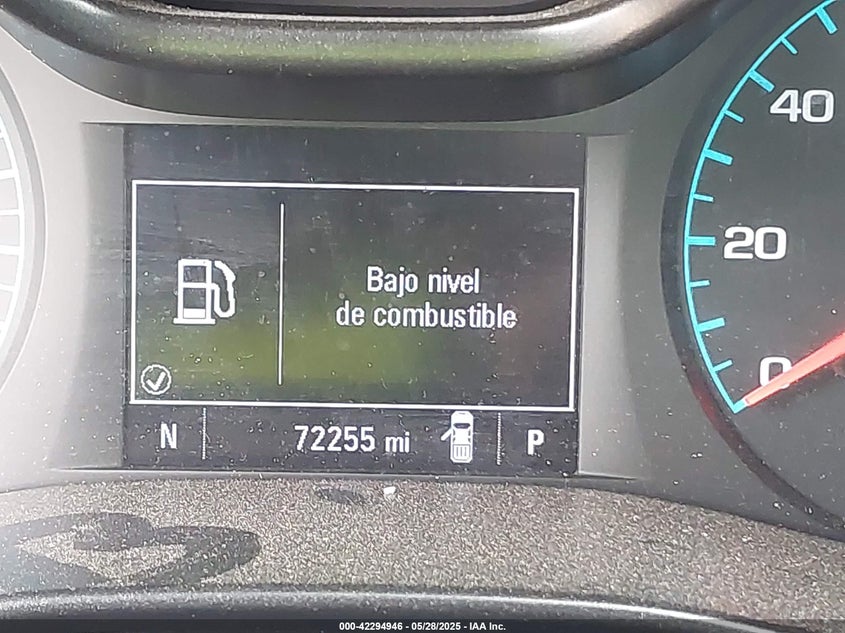 40
20
0
Bajo nivel
de combustible
N 72255 mi P
000-42294946 - 05/28/2025 - IAA Inc.